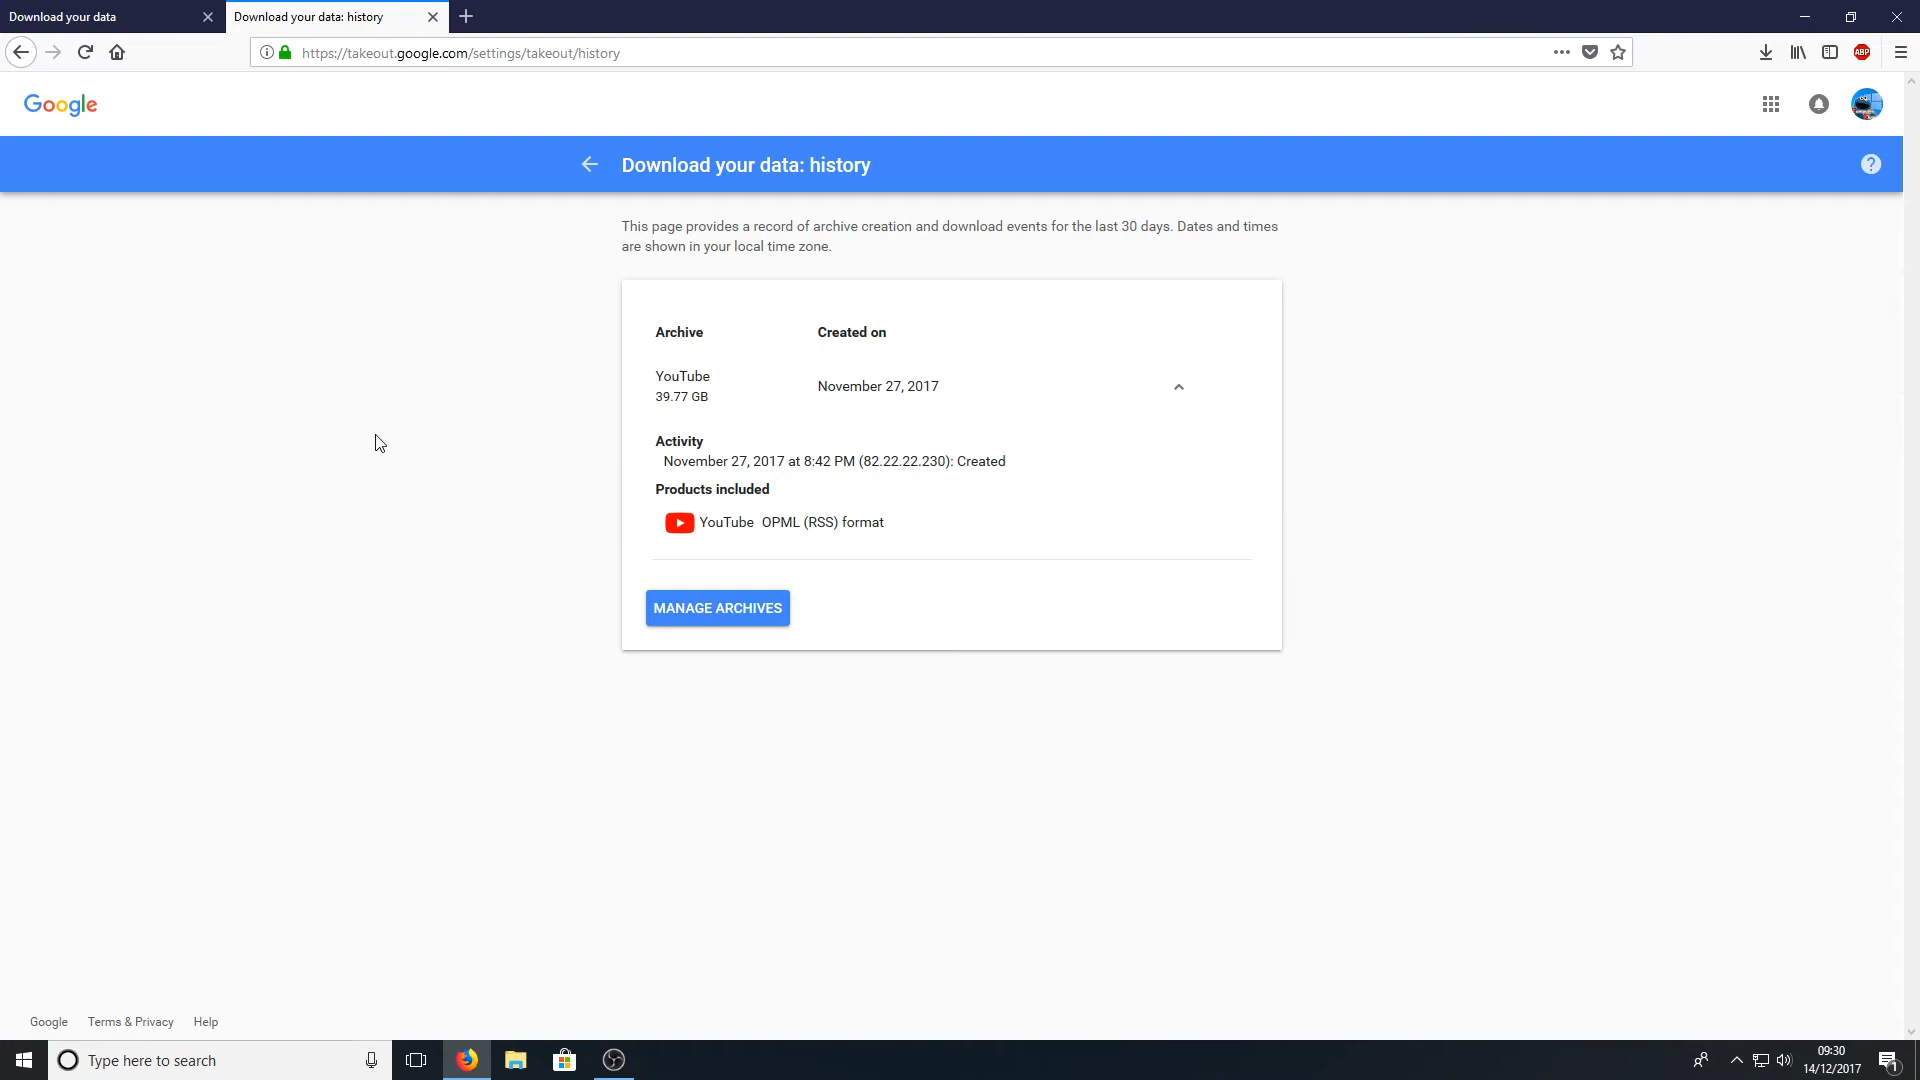 Download your data
Download your data: history
https://takeout.google.com/settings/takeout/history
ABP
Google
Download your data: history
?
This page provides a record of archive creation and download events for the last 30 days. Dates and times
are shown in your local time zone.
Archive
Created on
YouTube
39.77 GB
November 27, 2017
Activity
November 27, 2017 at 8:42 PM (82.22.22.230): Created
Products included
YouTube OPML (RSS) format
MANAGE ARCHIVES
Google
Terms & Privacy
Help
Type here to search
09:30
14/12/2017
1